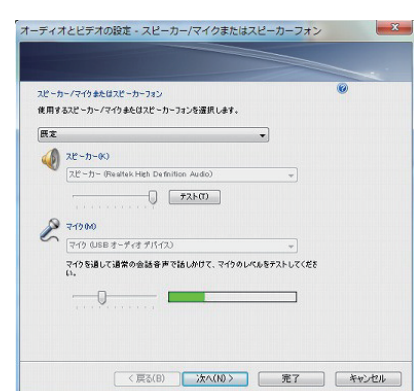 オーディオとビデオの設定 - スピーカー/マイクまたはスピーカーフォン
スピーカー/マイクまたはスピーカーフォン
使用するスピーカー/マイクまたはスピーカーフォンを選択します。
既定
スピーカー(K)
スピーカー (Realtek High Definition Audio)
テスト(T)
マイク(M)
マイク (USB オーディオ デバイス)
マイクを通して通常の会話音声で話しかけて、マイクのレベルをテストしてくださ
い。
< 戻る(B) 次へ(N) > 完了 キャンセル